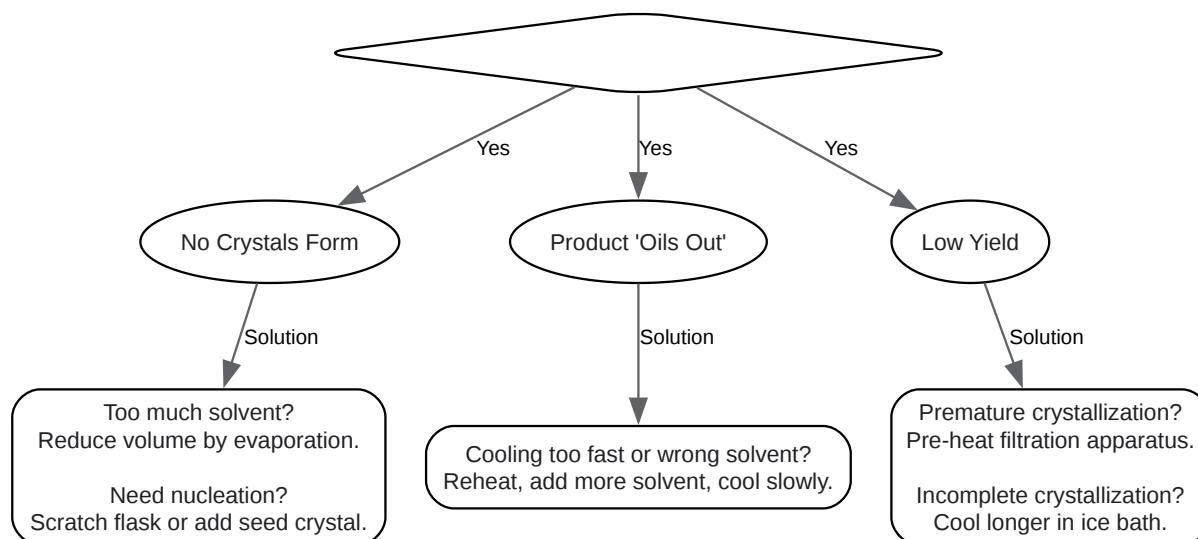 Yes
Yes
Yes
No Crystals Form
Product 'Oils Out'
Low Yield
Solution
Solution
Solution
Too much solvent?
Reduce volume by evaporation.
Need nucleation?
Scratch flask or add seed crystal.
Cooling too fast or wrong solvent?
Reheat, add more solvent, cool slowly.
Premature crystallization?
Pre-heat filtration apparatus.
Incomplete crystallization?
Cool longer in ice bath.